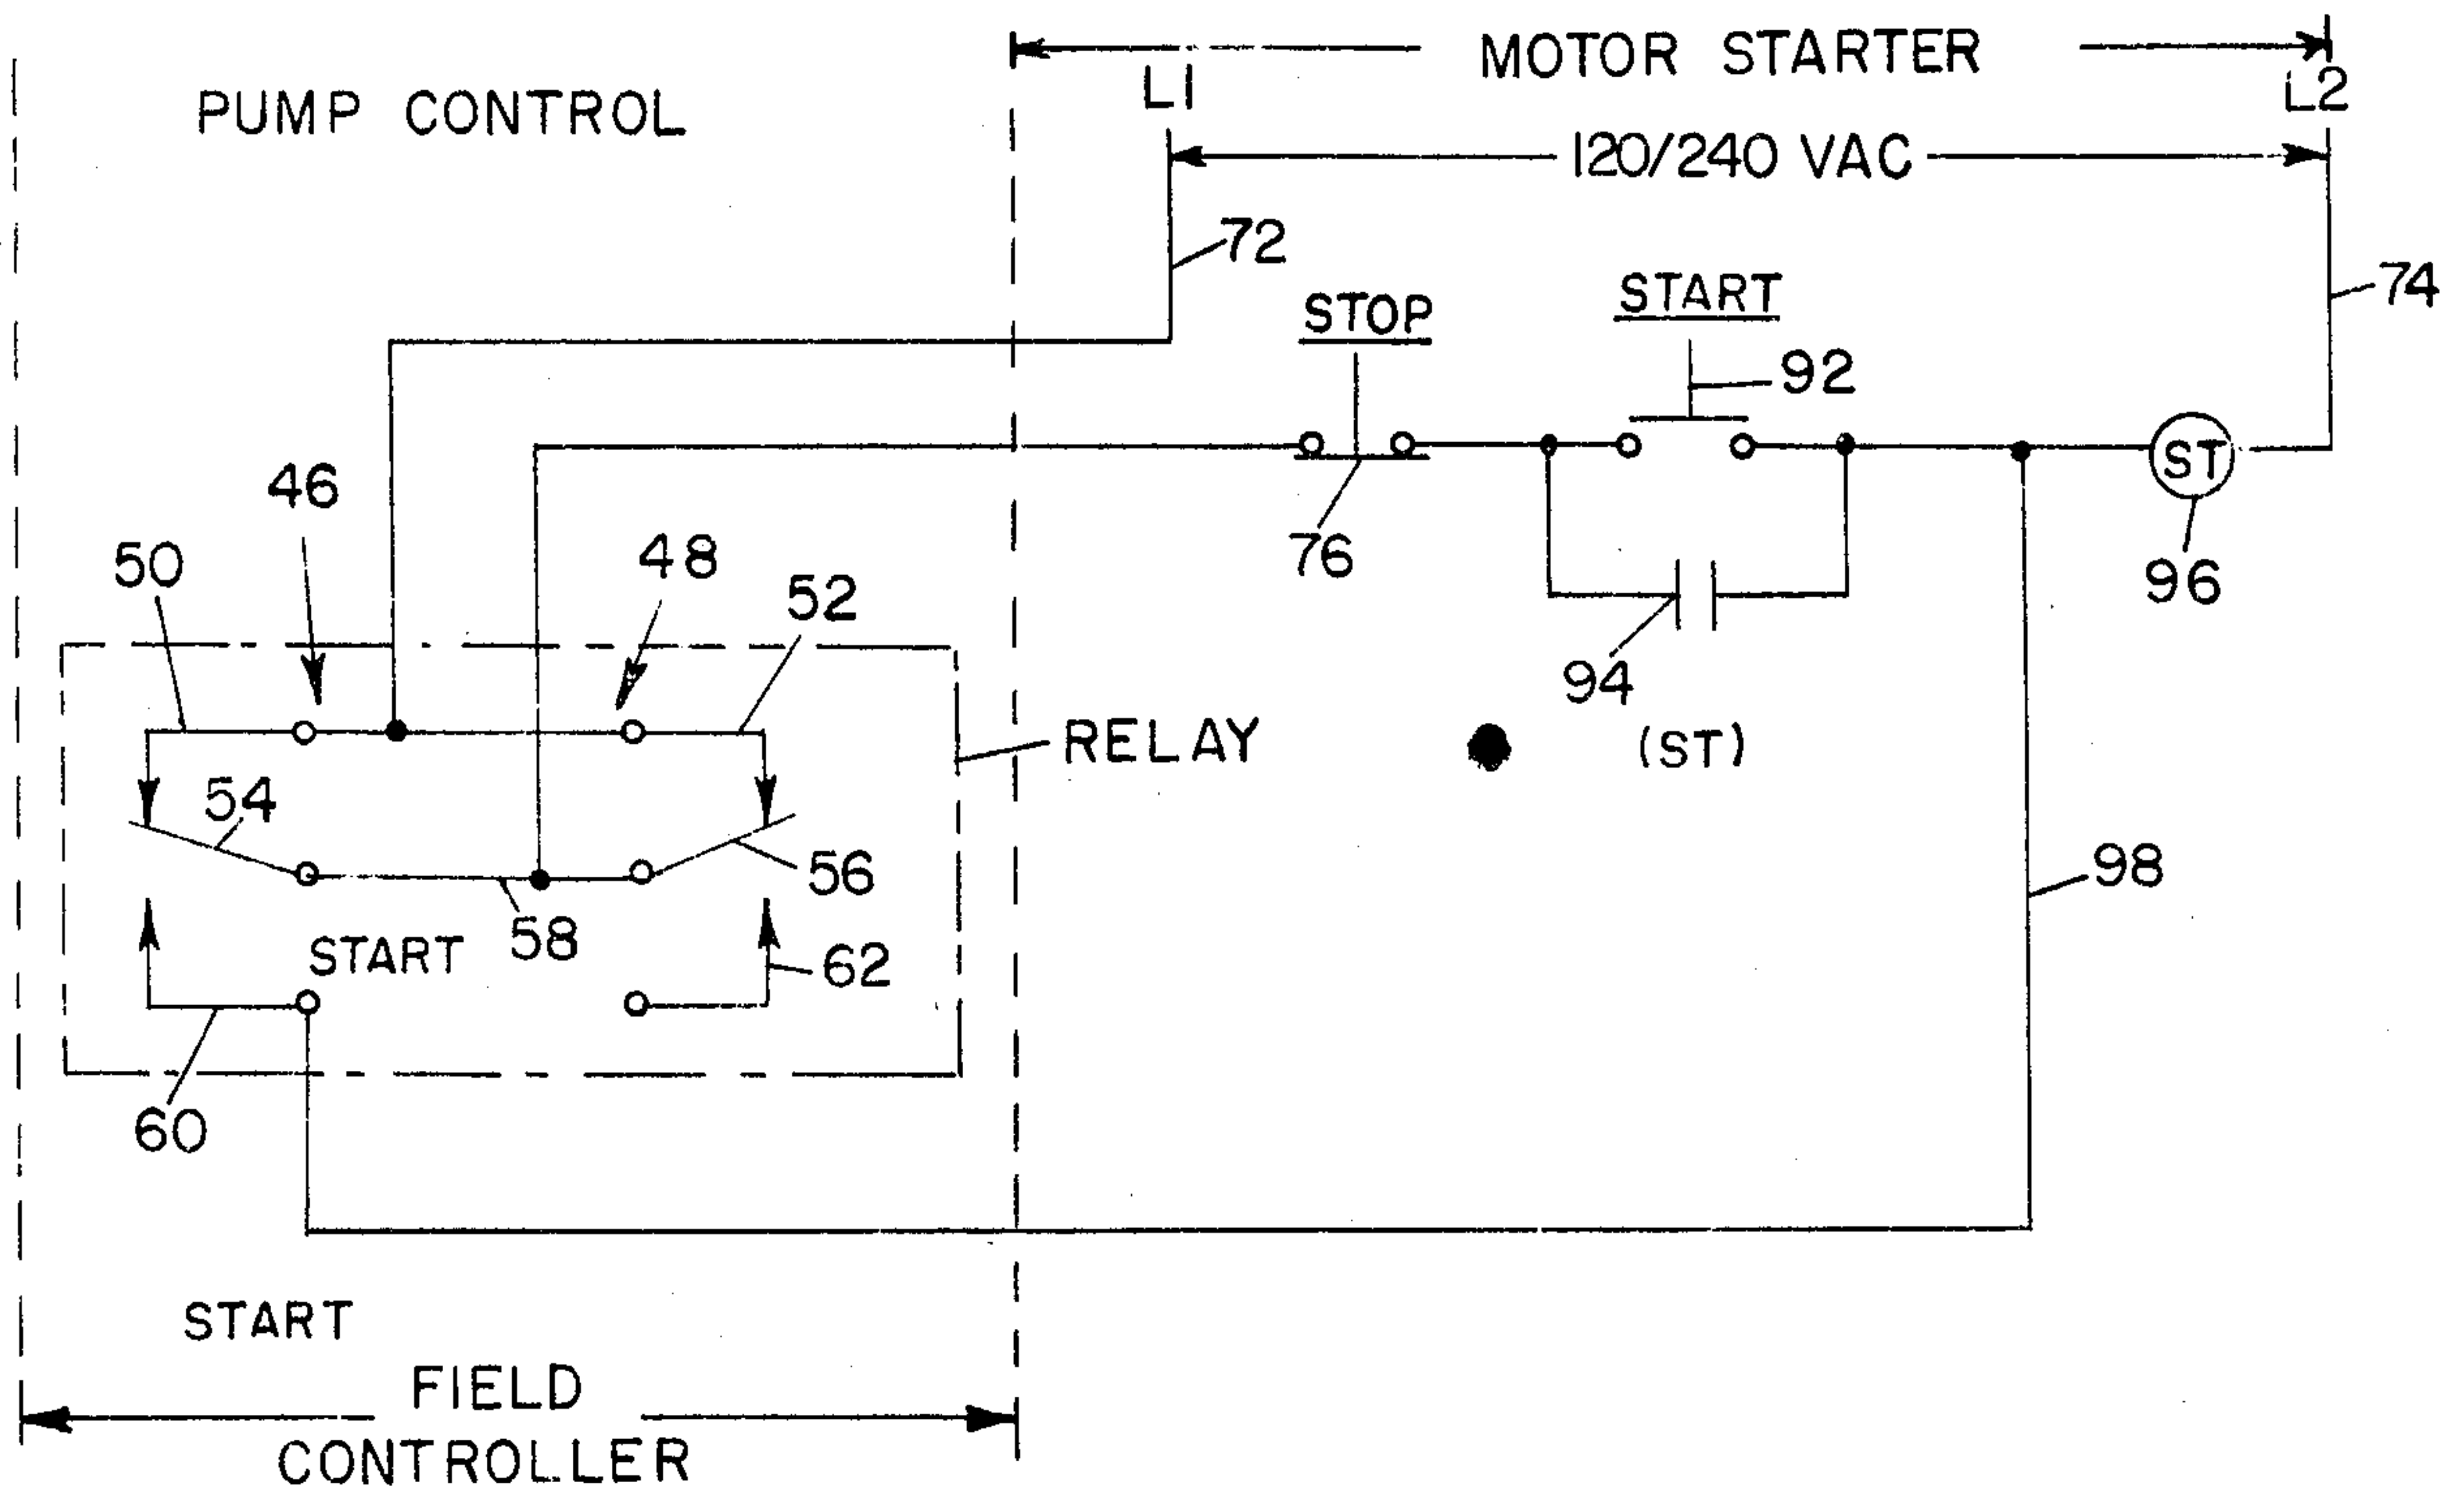 MOTOR STARTER
L1
L2
PUMP CONTROL
120/240 VAC
72
74
STOP
START
92
46
50
48
52
76
96
94
(ST)
ST
RELAY
54
56
58
98
START
62
60
START
FIELD
CONTROLLER